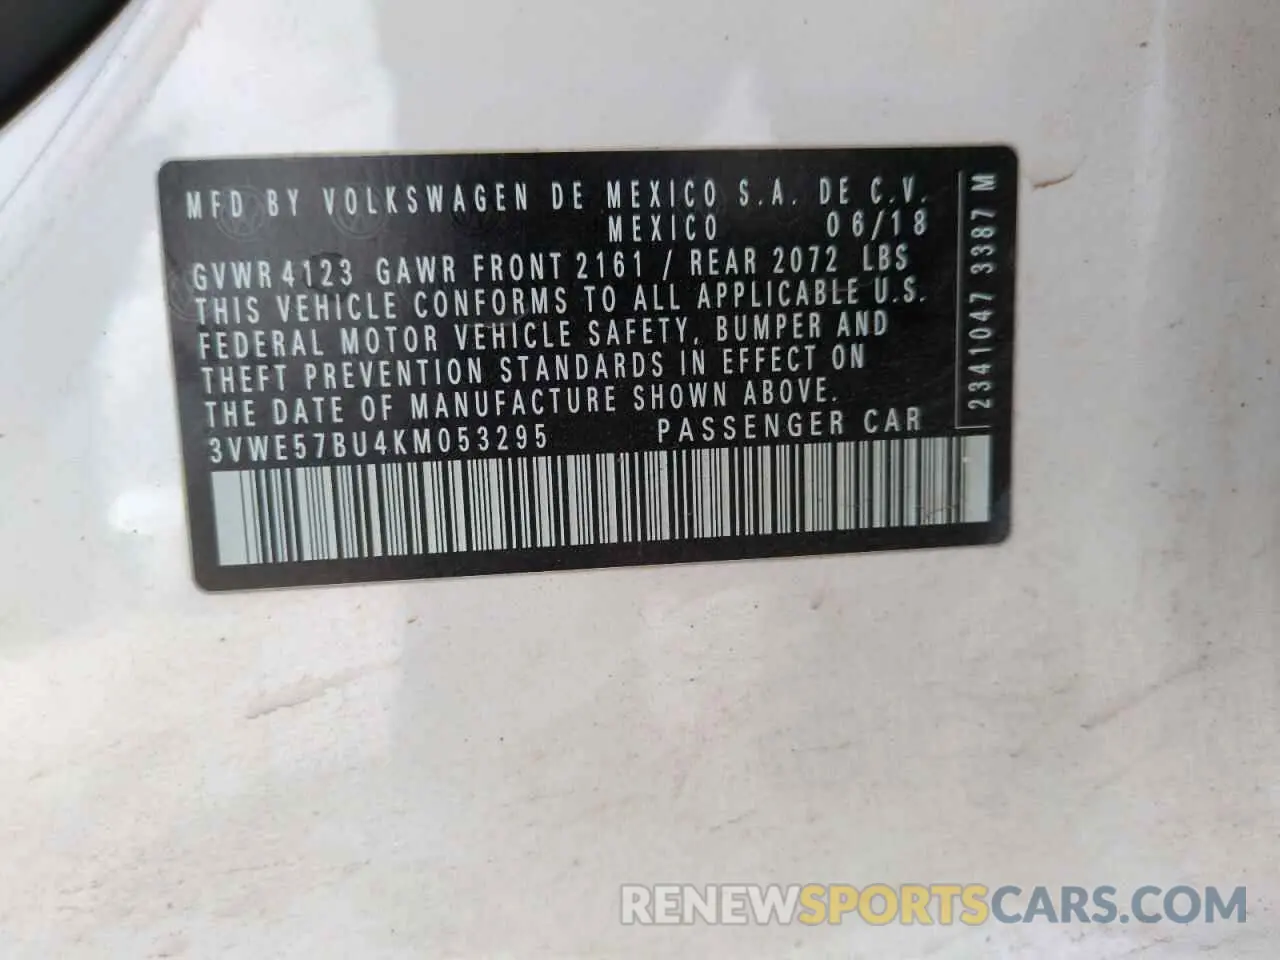 MFD BY VOLKSWAGEN DE MEXICO S.A. DE C.V.
MEXICO 06/18
GVWR 4123 GAWR FRONT 2161 / REAR 2072 LBS
THIS VEHICLE CONFORMS TO ALL APPLICABLE U.S.
FEDERAL MOTOR VEHICLE SAFETY, BUMPER AND
THEFT PREVENTION STANDARDS IN EFFECT ON
THE DATE OF MANUFACTURE SHOWN ABOVE.
3VWE57BU4KM053295 PASSENGER CAR
2341047 3387 M
RENEWSPORTSCARS.COM